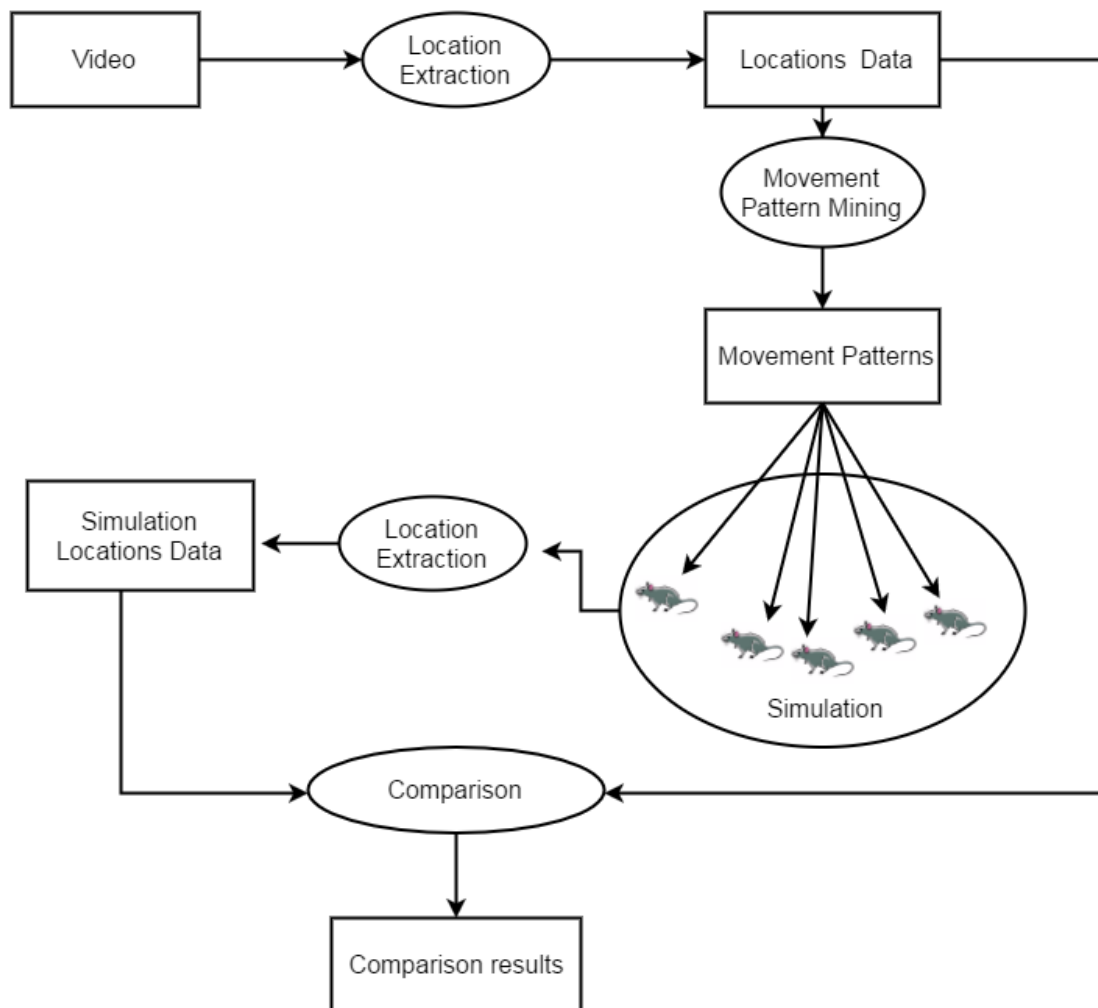 Video
Location
Extraction
Locations Data
Movement
Pattern Mining
Movement Patterns
Simulation
Locations Data
Location
Extraction
Simulation
Comparison
Comparison results